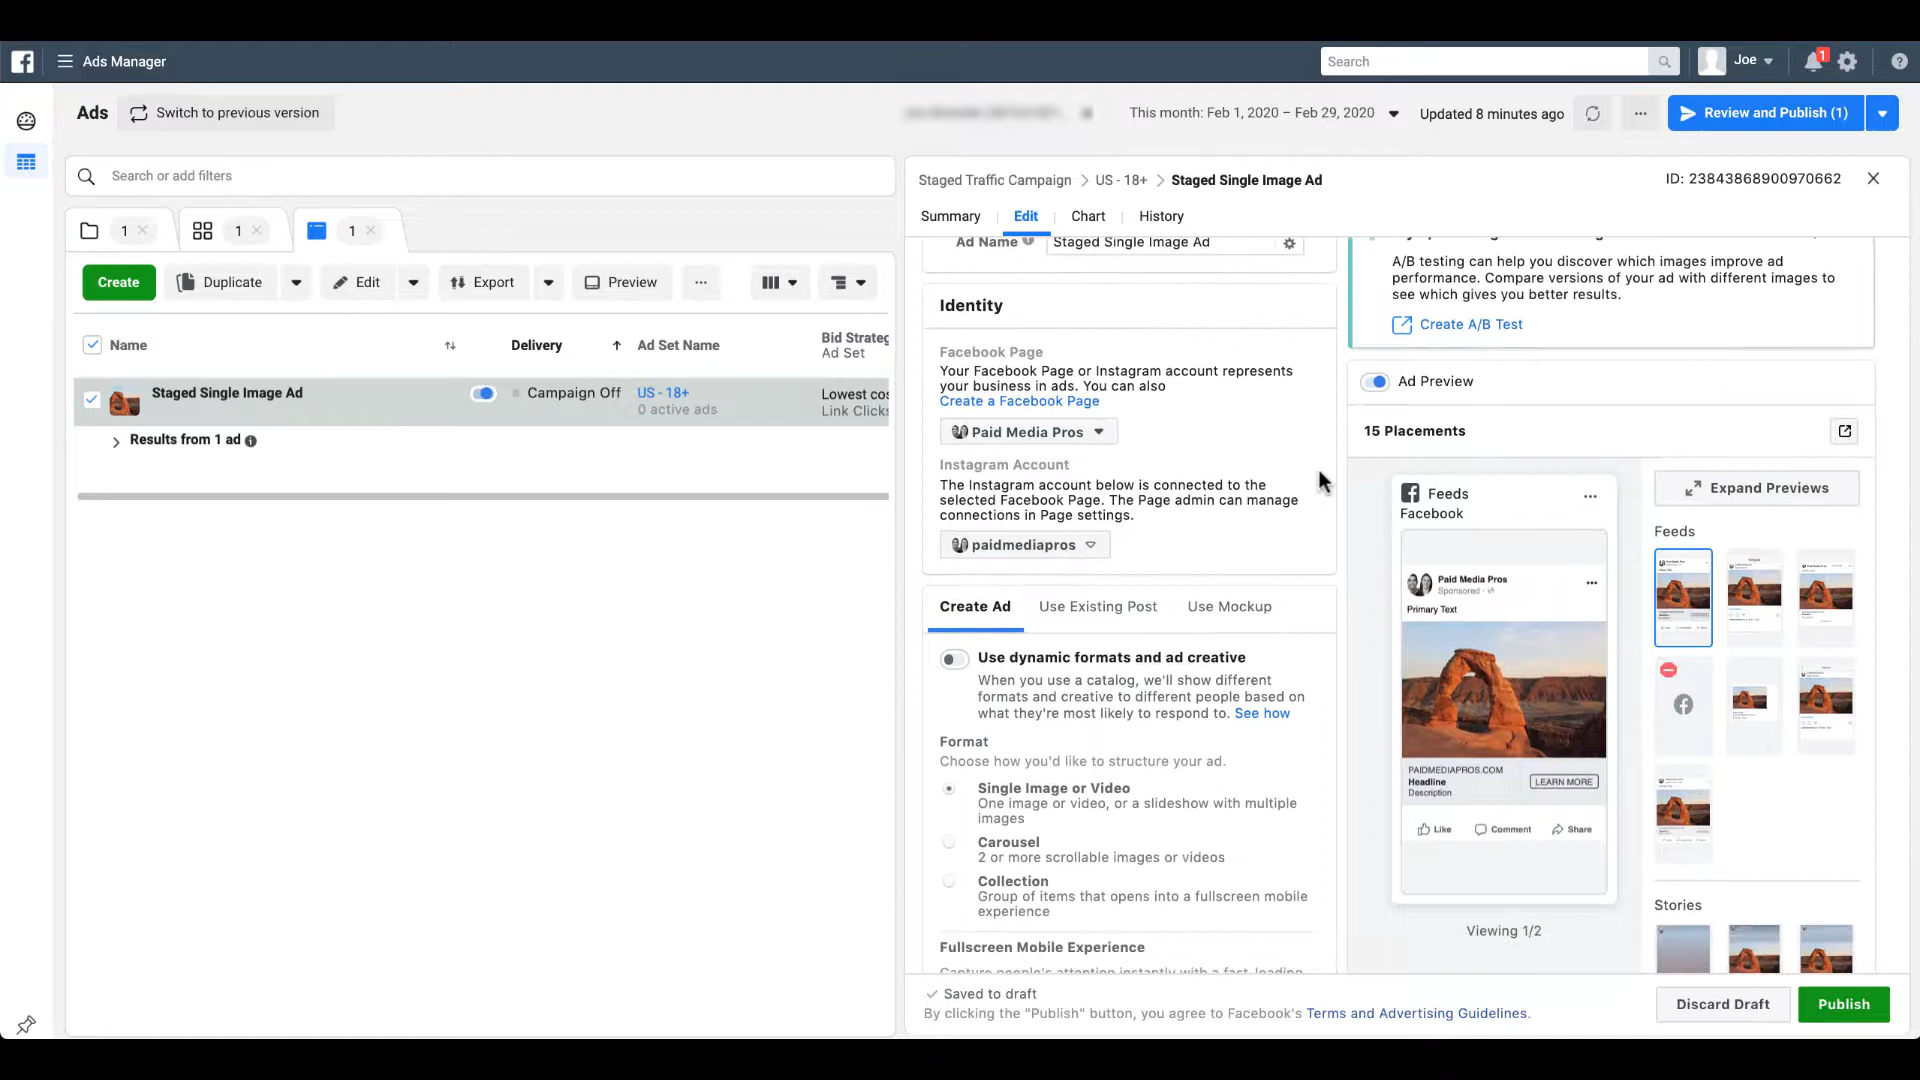 Ads Manager
Search
Joe
1
Ads
Switch to previous version
This month: Feb 1, 2020 – Feb 29, 2020
Updated 8 minutes ago
Review and Publish (1)
Search or add filters
1
1
1
Create
Duplicate
Edit
Export
Preview
Name
Delivery
Ad Set Name
Bid Strateg
Ad Set
Staged Single Image Ad
Campaign Off
US - 18+
0 active ads
Lowest cos
Link Clicks
Results from 1 ad
Staged Traffic Campaign
US - 18+
Staged Single Image Ad
ID: 23843868900970662
Summary
Edit
Chart
History
Ad Name
Staged Single Image Ad
Identity
Facebook Page
Your Facebook Page or Instagram account represents
your business in ads. You can also
Create a Facebook Page
Paid Media Pros
Instagram Account
The Instagram account below is connected to the
selected Facebook Page. The Page admin can manage
connections in Page settings.
paidmediapros
Create Ad
Use Existing Post
Use Mockup
Use dynamic formats and ad creative
When you use a catalog, we'll show different
formats and creative to different people based on
what they're most likely to respond to. See how
Format
Choose how you'd like to structure your ad.
Single Image or Video
One image or video, or a slideshow with multiple
images
Carousel
2 or more scrollable images or videos
Collection
Group of items that opens into a fullscreen mobile
experience
Fullscreen Mobile Experience
Capture people's attention instantly with a fast-loading
A/B testing can help you discover which images improve ad
performance. Compare versions of your ad with different images to
see which gives you better results.
Create A/B Test
Ad Preview
15 Placements
Feeds
Facebook
Paid Media Pros
Sponsored
Primary Text
PAIDMEDIAPROS.COM
Headline
Description
LEARN MORE
Like
Comment
Share
Viewing 1/2
Expand Previews
Feeds
Stories
Saved to draft
By clicking the "Publish" button, you agree to Facebook's Terms and Advertising Guidelines.
Discard Draft
Publish